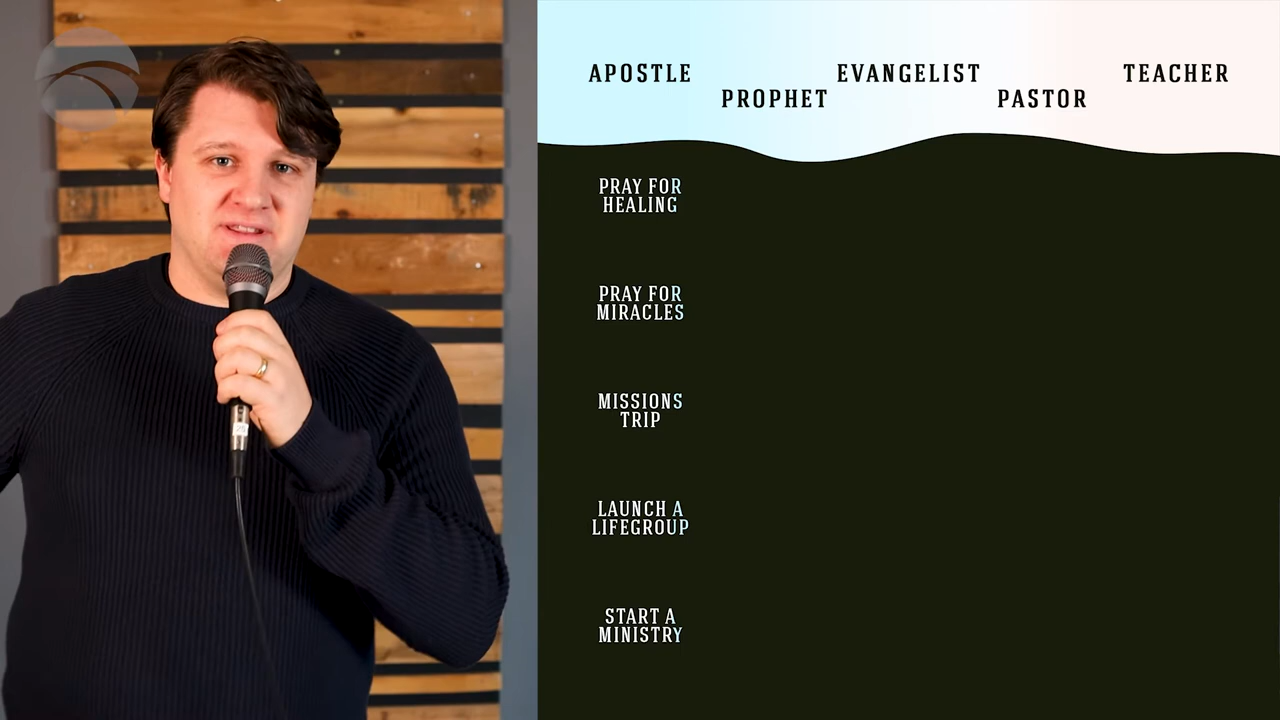 APOSTLE
PROPHET
EVANGELIST
PASTOR
TEACHER
PRAY FOR
HEALING
PRAY FOR
MIRACLES
MISSIONS
TRIP
LAUNCH A
LIFEGROUP
START A
MINISTRY